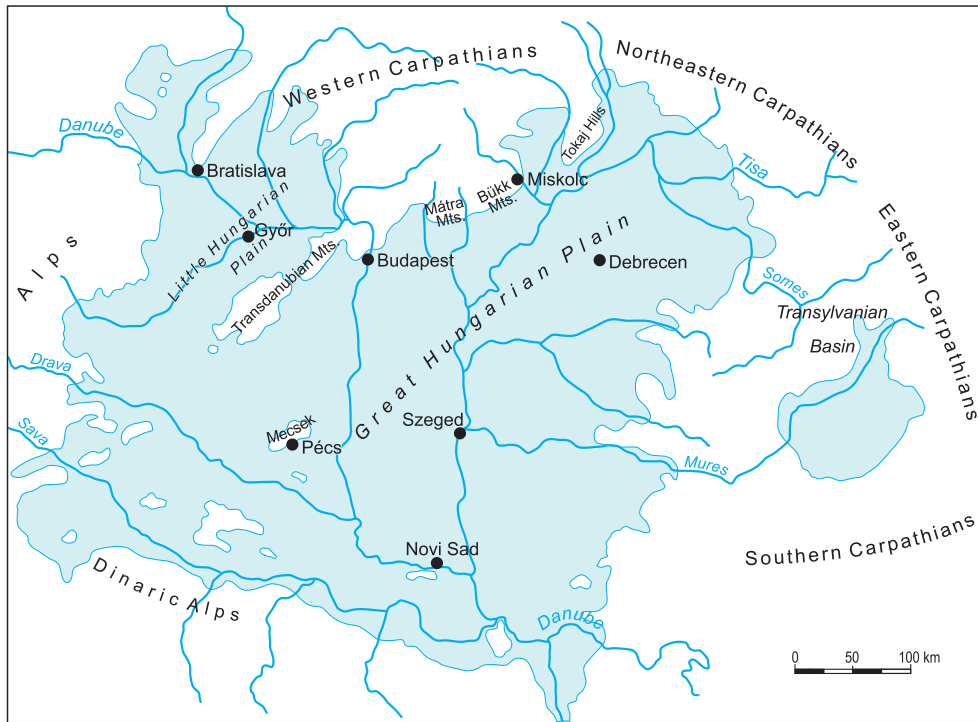 Western Carpathians
Northeastern Carpathians
Danube
Tokaj Hills
Bratislava
Miskolc
Tisa
Bükk
Mts.
Mátra
Mts.
Little Hungarian
Plain
Győr
Alps
Transdanubian Mts.
Budapest
Debrecen
Great Hungarian Plain
Eastern Carpathians
Somes
Transylvanian
Basin
Drava
Sava
Mecsek
Pécs
Szeged
Mures
Novi Sad
Southern Carpathians
Dinaric Alps
Danube
0 50 100 km